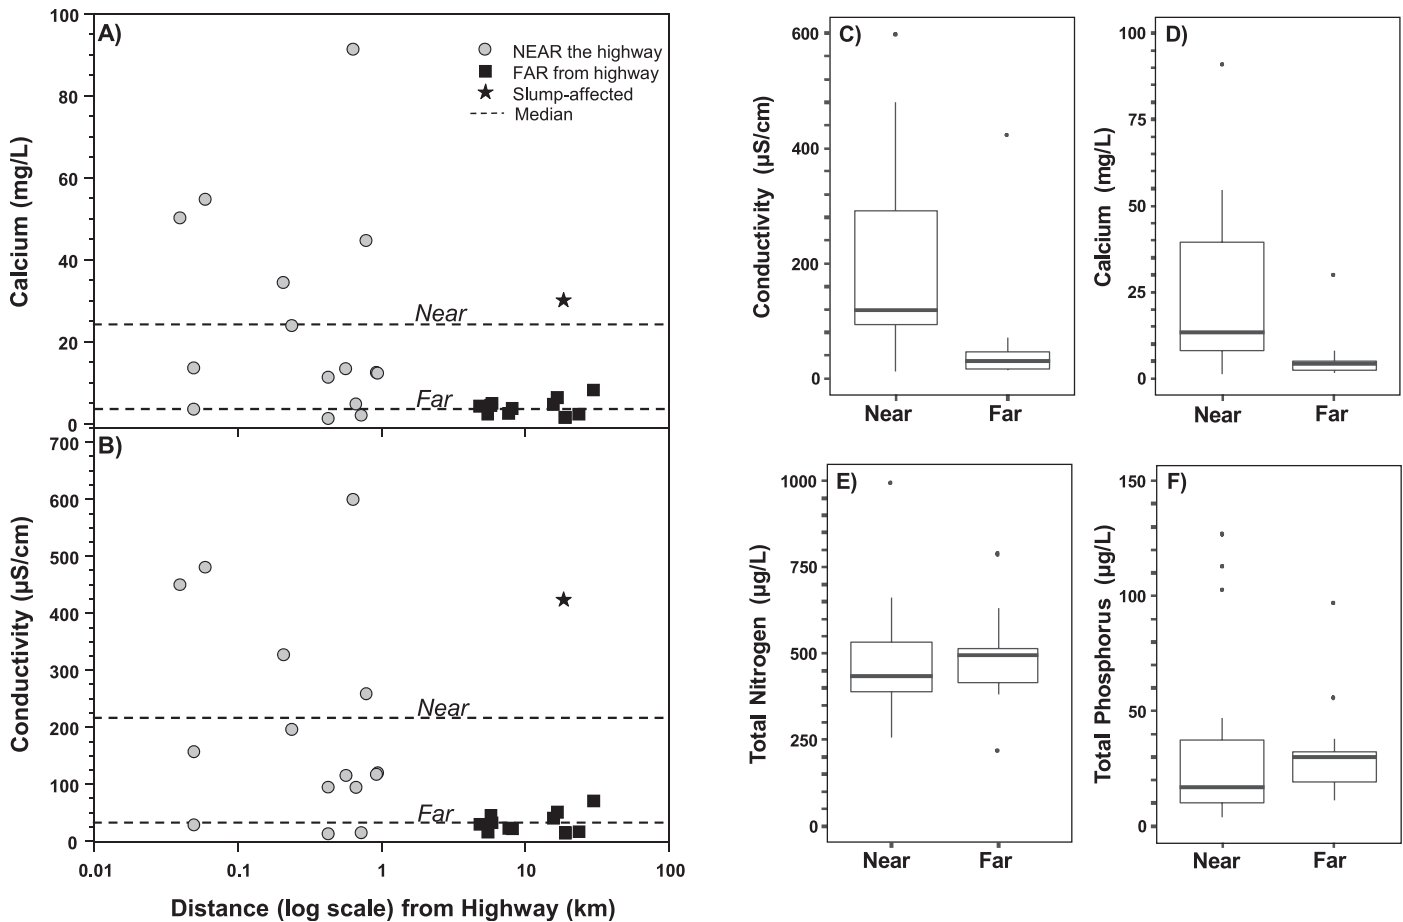 A)
100
80
60
40
20
0
Calcium (mg/L)
NEAR the highway
FAR from highway
Slump-affected
Median
Near
Far
B)
700
600
500
400
300
200
100
0
Conductivity (µS/cm)
Near
Far
0.01
0.1
1
10
100
Distance (log scale) from Highway (km)
C)
600
400
200
0
Conductivity (µS/cm)
Near
Far
D)
100
75
50
25
0
Calcium (mg/L)
Near
Far
E)
1000
750
500
250
0
Total Nitrogen (µg/L)
Near
Far
F)
150
100
50
0
Total Phosphorus (µg/L)
Near
Far